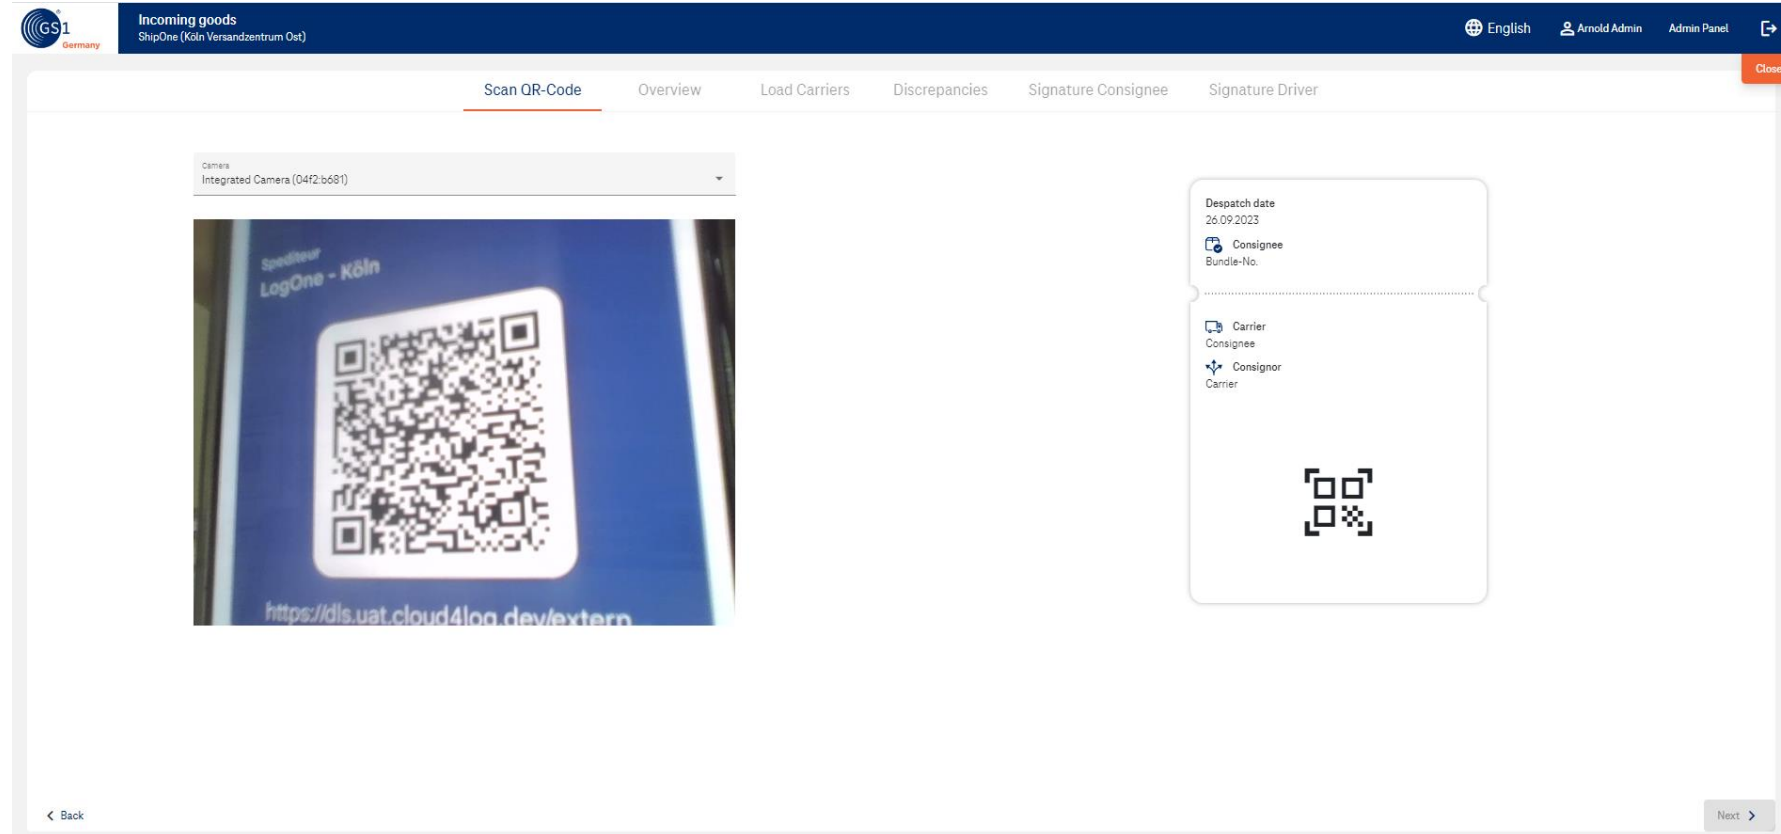 GS1
Germany
Incoming goods
ShipOne (Köln Versandzentrum Ost)
English
Arnold Admin
Admin Panel
Close
Scan QR-Code
Overview
Load Carriers
Discrepancies
Signature Consignee
Signature Driver
Camera
Integrated Camera (04f2:b681)
Spediteur
LogOne - Köln
https://dls.uat.cloud4log.dev/extern
Despatch date
26.09.2023
Consignee
Bundle-No.
Carrier
Consignee
Consignor
Carrier
Back
Next